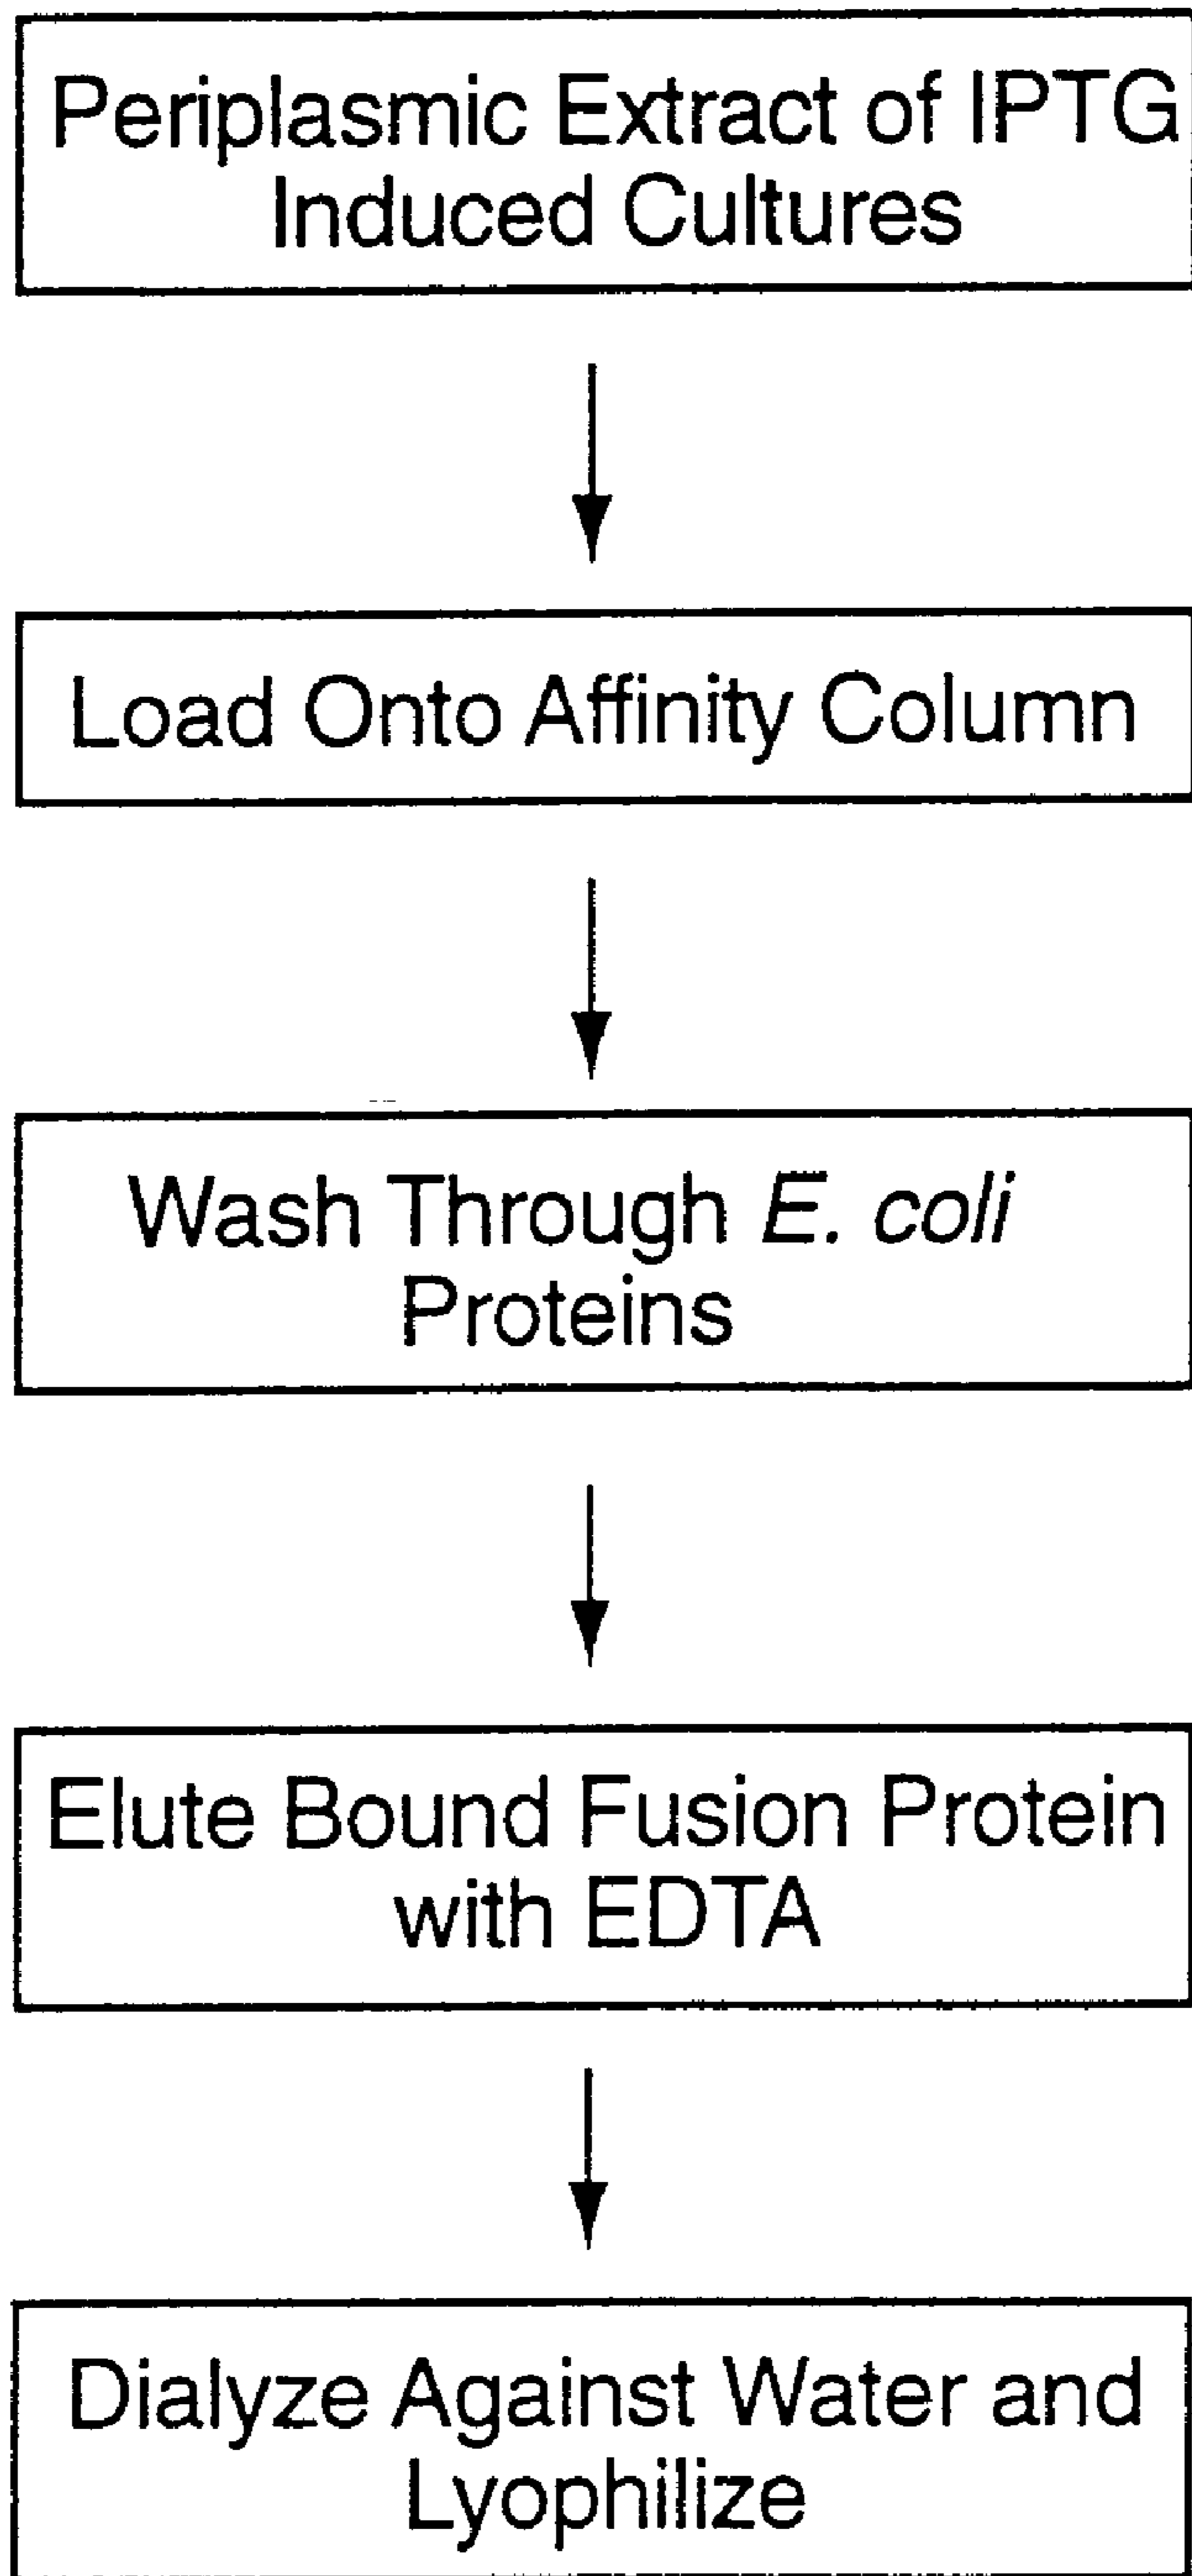 Periplasmic Extract of IPTG
Induced Cultures
Load Onto Affinity Column
Wash Through E. coli
Proteins
Elute Bound Fusion Protein
with EDTA
Dialyze Against Water and
Lyophilize